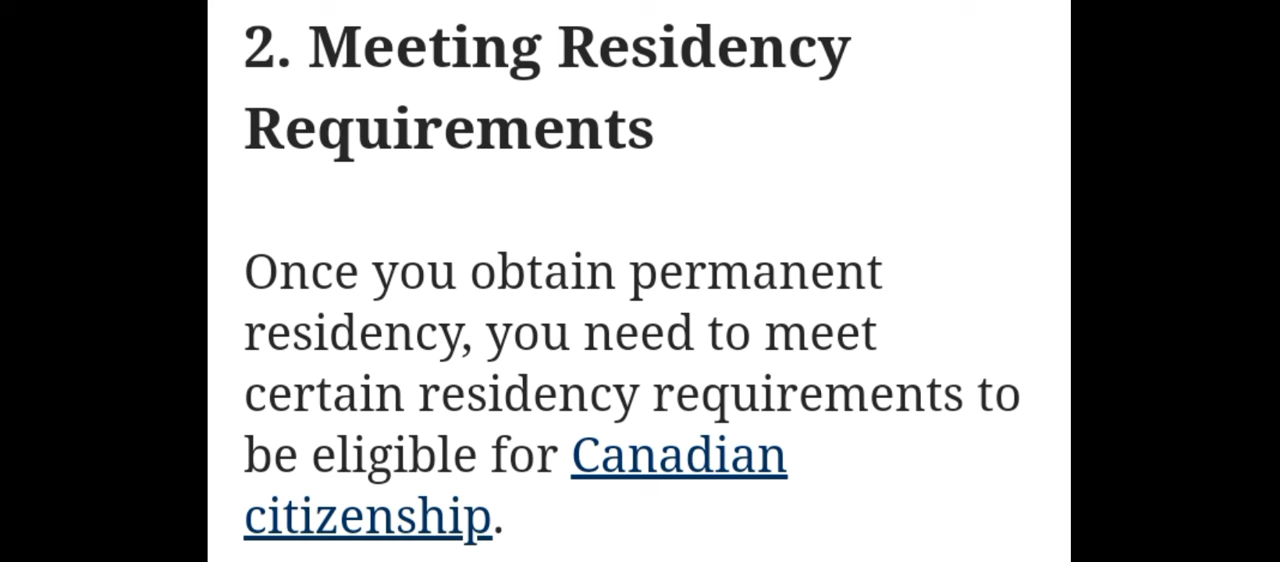 2. Meeting Residency
Requirements
Once you obtain permanent
residency, you need to meet
certain residency requirements to
be eligible for Canadian
citizenship.